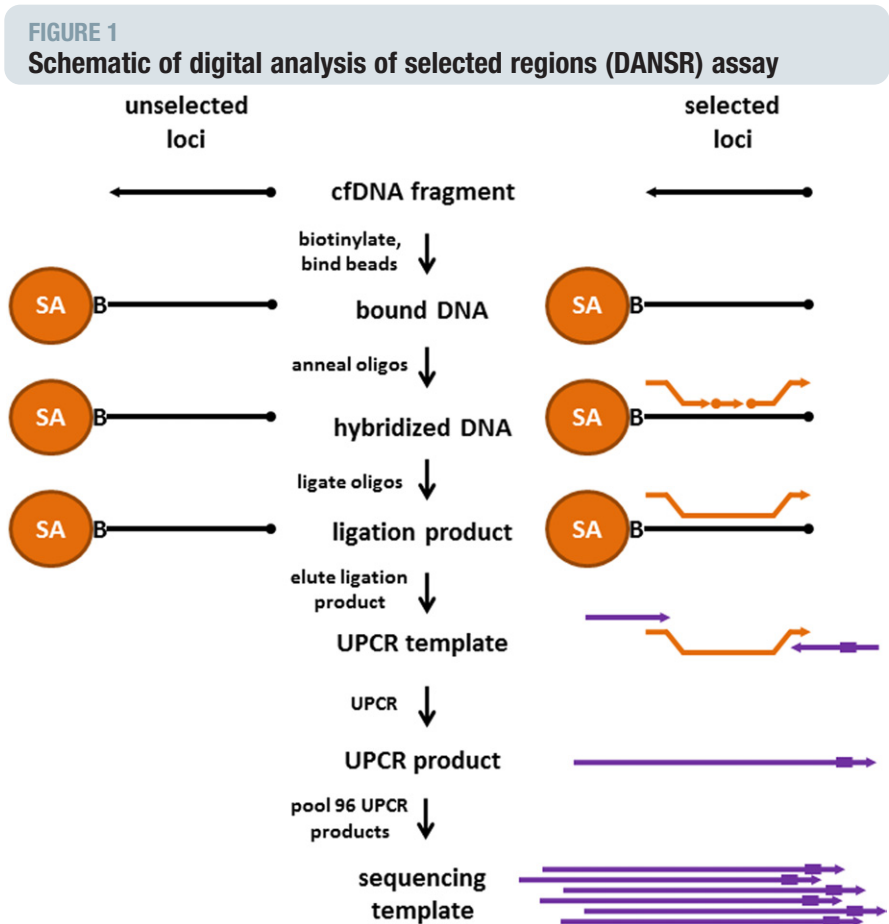 FIGURE 1
Schematic of digital analysis of selected regions (DANSR) assay
unselected
loci
selected
loci
cfDNA fragment
biotinylate,
bind beads
SA B
bound DNA
SA B
anneal oligos
SA B
hybridized DNA
SA B
ligate oligos
SA B
ligation product
SA B
elute ligation
product
UPCR template
UPCR
UPCR product
pool 96 UPCR
products
sequencing
template